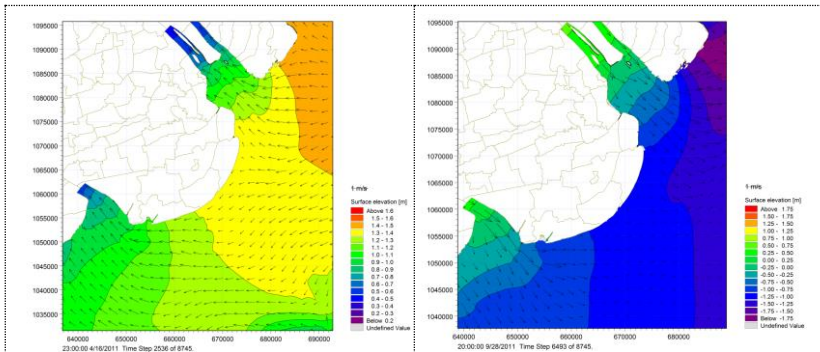 1095000
1090000
1085000
1080000
1075000
1070000
1065000
1060000
1055000
1050000
1045000
1040000
1035000
640000 650000 660000 670000 680000 690000
23:00:00 4/16/2011 Time Step 2536 of 8745.
1 m/s
Surface elevation [m]
Above 1.6
1.5 - 1.6
1.4 - 1.5
1.3 - 1.4
1.2 - 1.3
1.1 - 1.2
1.0 - 1.1
0.9 - 1.0
0.8 - 0.9
0.7 - 0.8
0.6 - 0.7
0.5 - 0.6
0.4 - 0.5
0.3 - 0.4
0.2 - 0.3
Below 0.2
Undefined Value
1095000
1090000
1085000
1080000
1075000
1070000
1065000
1060000
1055000
1050000
1045000
1040000
640000 650000 660000 670000 680000
20:00:00 9/28/2011 Time Step 6493 of 8745.
1 m/s
Surface elevation [m]
Above 1.75
1.50 - 1.75
1.25 - 1.50
1.00 - 1.25
0.75 - 1.00
0.50 - 0.75
0.25 - 0.50
0.00 - 0.25
-0.25 - 0.00
-0.50 - -0.25
-0.75 - -0.50
-1.00 - -0.75
-1.25 - -1.00
-1.50 - -1.25
-1.75 - -1.50
Below -1.75
Undefined Value